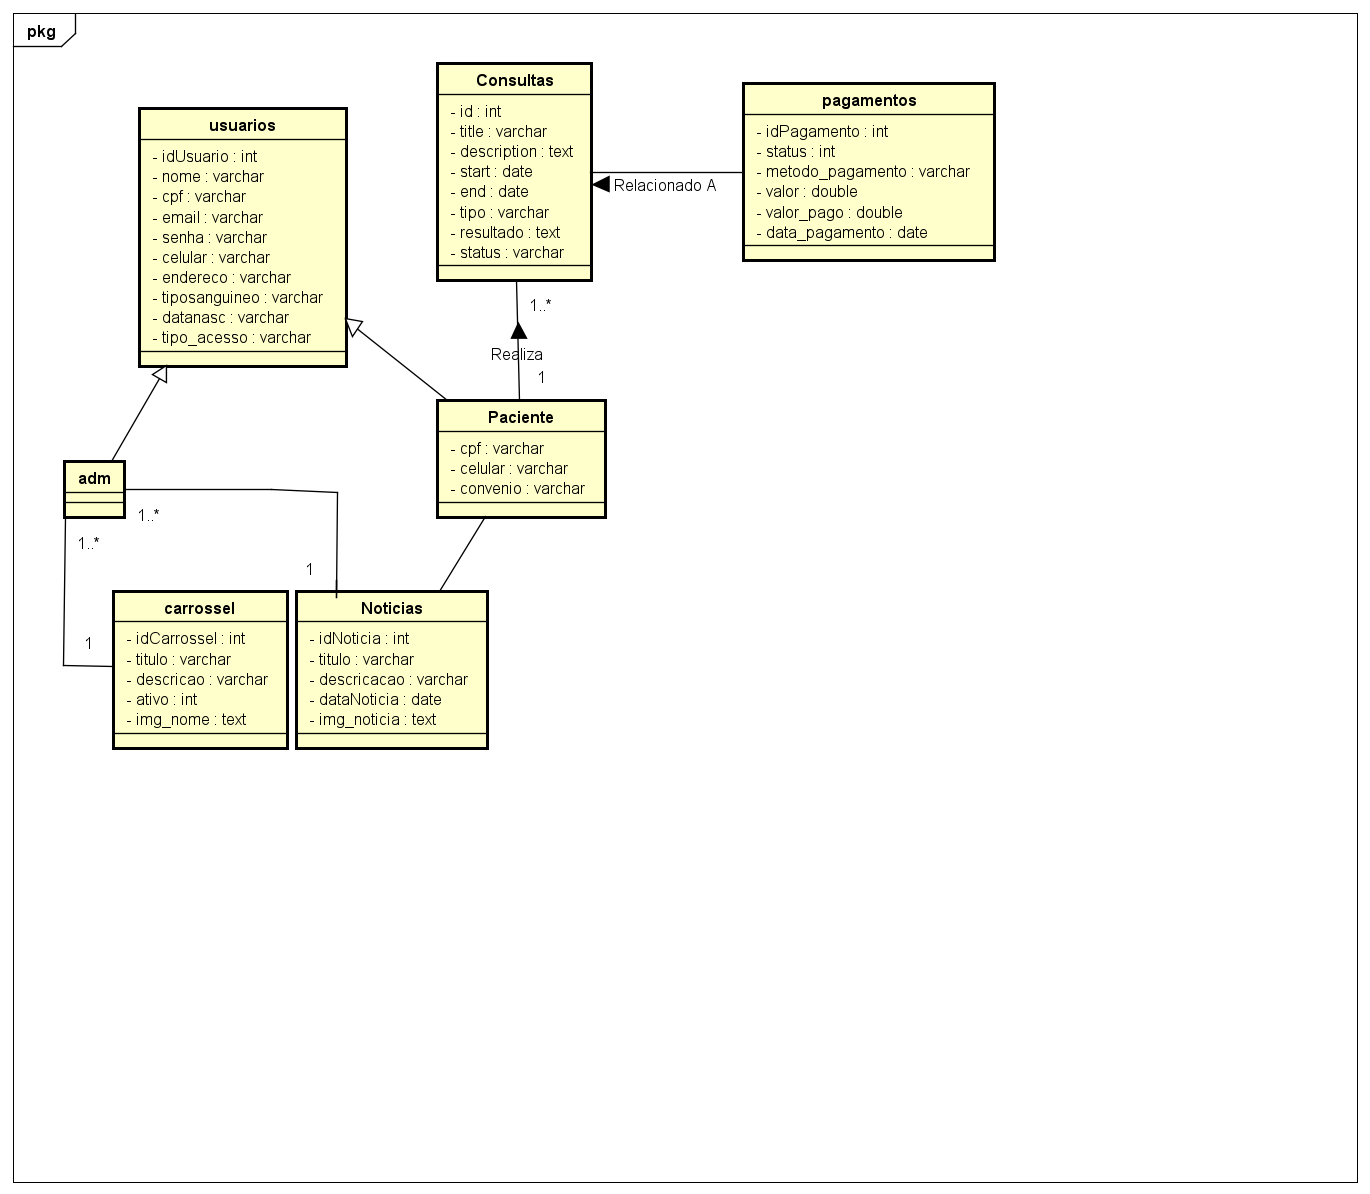 pkg
usuarios
- idUsuario : int
- nome : varchar
- cpf : varchar
- email : varchar
- senha : varchar
- celular : varchar
- endereco : varchar
- tiposanguineo : varchar
- datanasc : varchar
- tipo_acesso : varchar
Consultas
- id : int
- title : varchar
- description : text
- start : date
- end : date
- tipo : varchar
- resultado : text
- status : varchar
pagamentos
- idPagamento : int
- status : int
- metodo_pagamento : varchar
- valor : double
- valor_pago : double
- data_pagamento : date
Relacionado A
1..*
Realiza
1
Paciente
- cpf : varchar
- celular : varchar
- convenio : varchar
adm
1..*
1..*
1
1
carrossel
- idCarrossel : int
- titulo : varchar
- descricao : varchar
- ativo : int
- img_nome : text
Noticias
- idNoticia : int
- titulo : varchar
- descricacao : varchar
- dataNoticia : date
- img_noticia : text